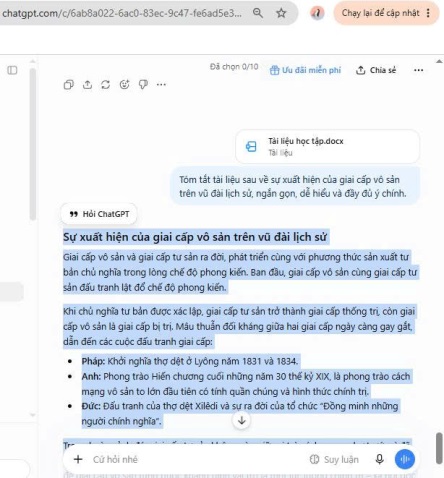 chatgpt.com/c/6ab8a022-6ac0-83ec-9c47-fe6ad5e3...
Chạy lại để cập nhật
Đã chọn 0/10
Ưu đãi miễn phí
Chia sẻ
Tài liệu học tập.docx
Tài liệu
Tóm tắt tài liệu sau về sự xuất hiện của giai cấp vô sản
trên vũ đài lịch sử, ngắn gọn, dễ hiểu và đầy đủ ý chính.
Hỏi ChatGPT
Sự xuất hiện của giai cấp vô sản trên vũ đài lịch sử
Giai cấp vô sản và giai cấp tư sản ra đời, phát triển cùng với phương thức sản xuất tư
bản chủ nghĩa trong lòng chế độ phong kiến. Ban đầu, giai cấp vô sản cùng giai cấp tư
sản đấu tranh lật đổ chế độ phong kiến.
Khi chủ nghĩa tư bản được xác lập, giai cấp tư sản trở thành giai cấp thống trị, còn giai
cấp vô sản là giai cấp bị trị. Mâu thuẫn đối kháng giữa hai giai cấp ngày càng gay gắt,
dẫn đến các cuộc đấu tranh giai cấp:
• Pháp: Khởi nghĩa thợ dệt ở Lyông năm 1831 và 1834.
• Anh: Phong trào Hiến chương cuối những năm 30 thế kỷ XIX, là phong trào cách
mạng vô sản to lớn đầu tiên có tính quần chúng và hình thức chính trị.
• Đức: Đấu tranh của thợ dệt Xilêdi và sự ra đời của tổ chức "Đồng minh những
người chính nghĩa".
Cứ hỏi nhé
Suy luận